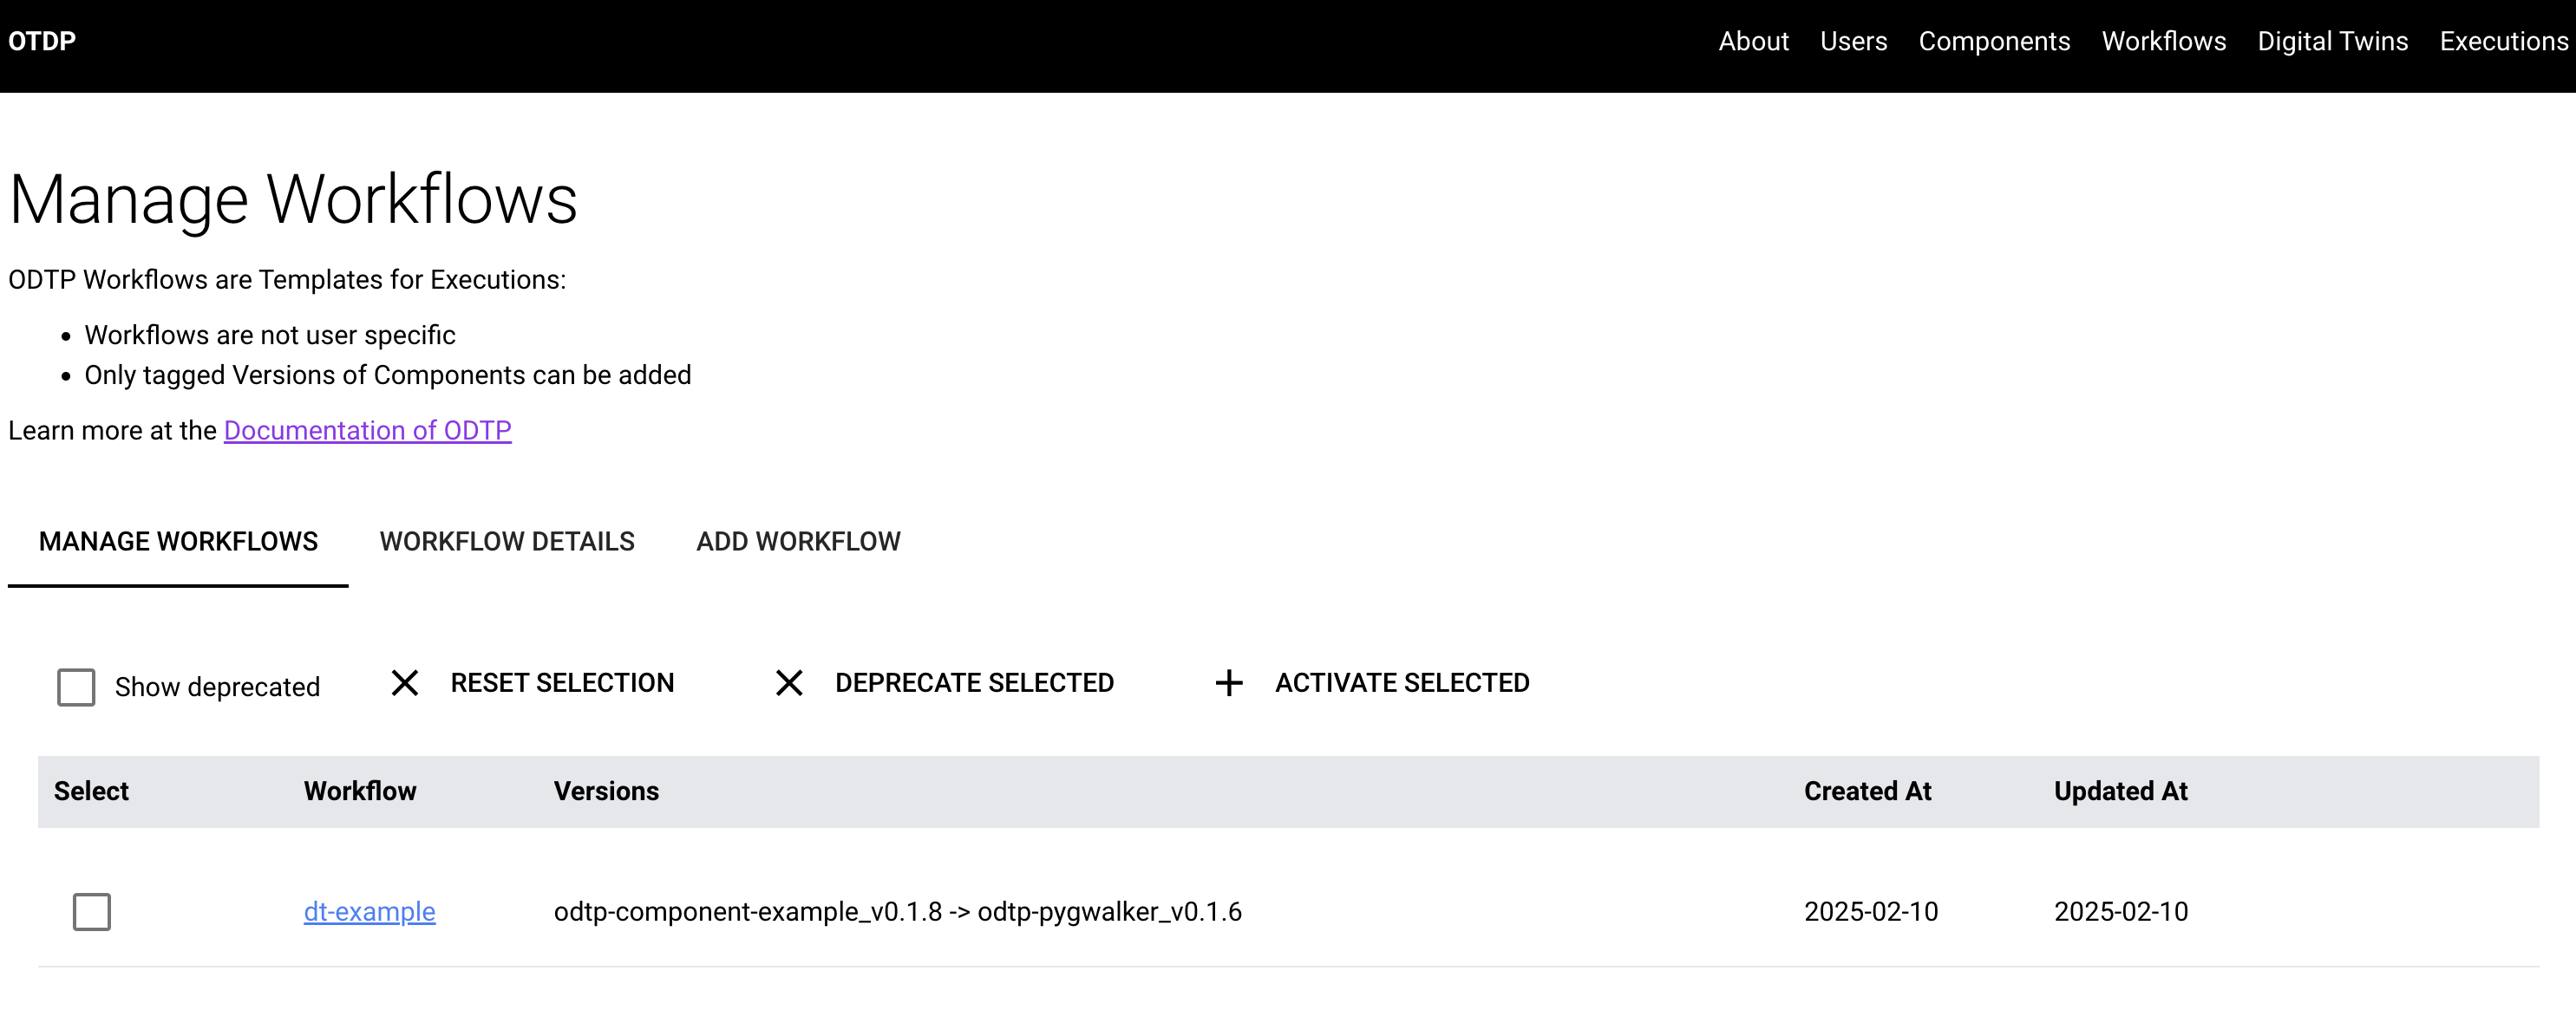 OTDP
About Users Components Workflows Digital Twins Executions
Manage Workflows
ODTP Workflows are Templates for Executions:
• Workflows are not user specific
• Only tagged Versions of Components can be added
Learn more at the Documentation of ODTP
MANAGE WORKFLOWS WORKFLOW DETAILS ADD WORKFLOW
Show deprecated RESET SELECTION DEPRECATE SELECTED ACTIVATE SELECTED
Select Workflow Versions Created At Updated At
dt-example odtp-component-example_v0.1.8 -> odtp-pygwalker_v0.1.6 2025-02-10 2025-02-10